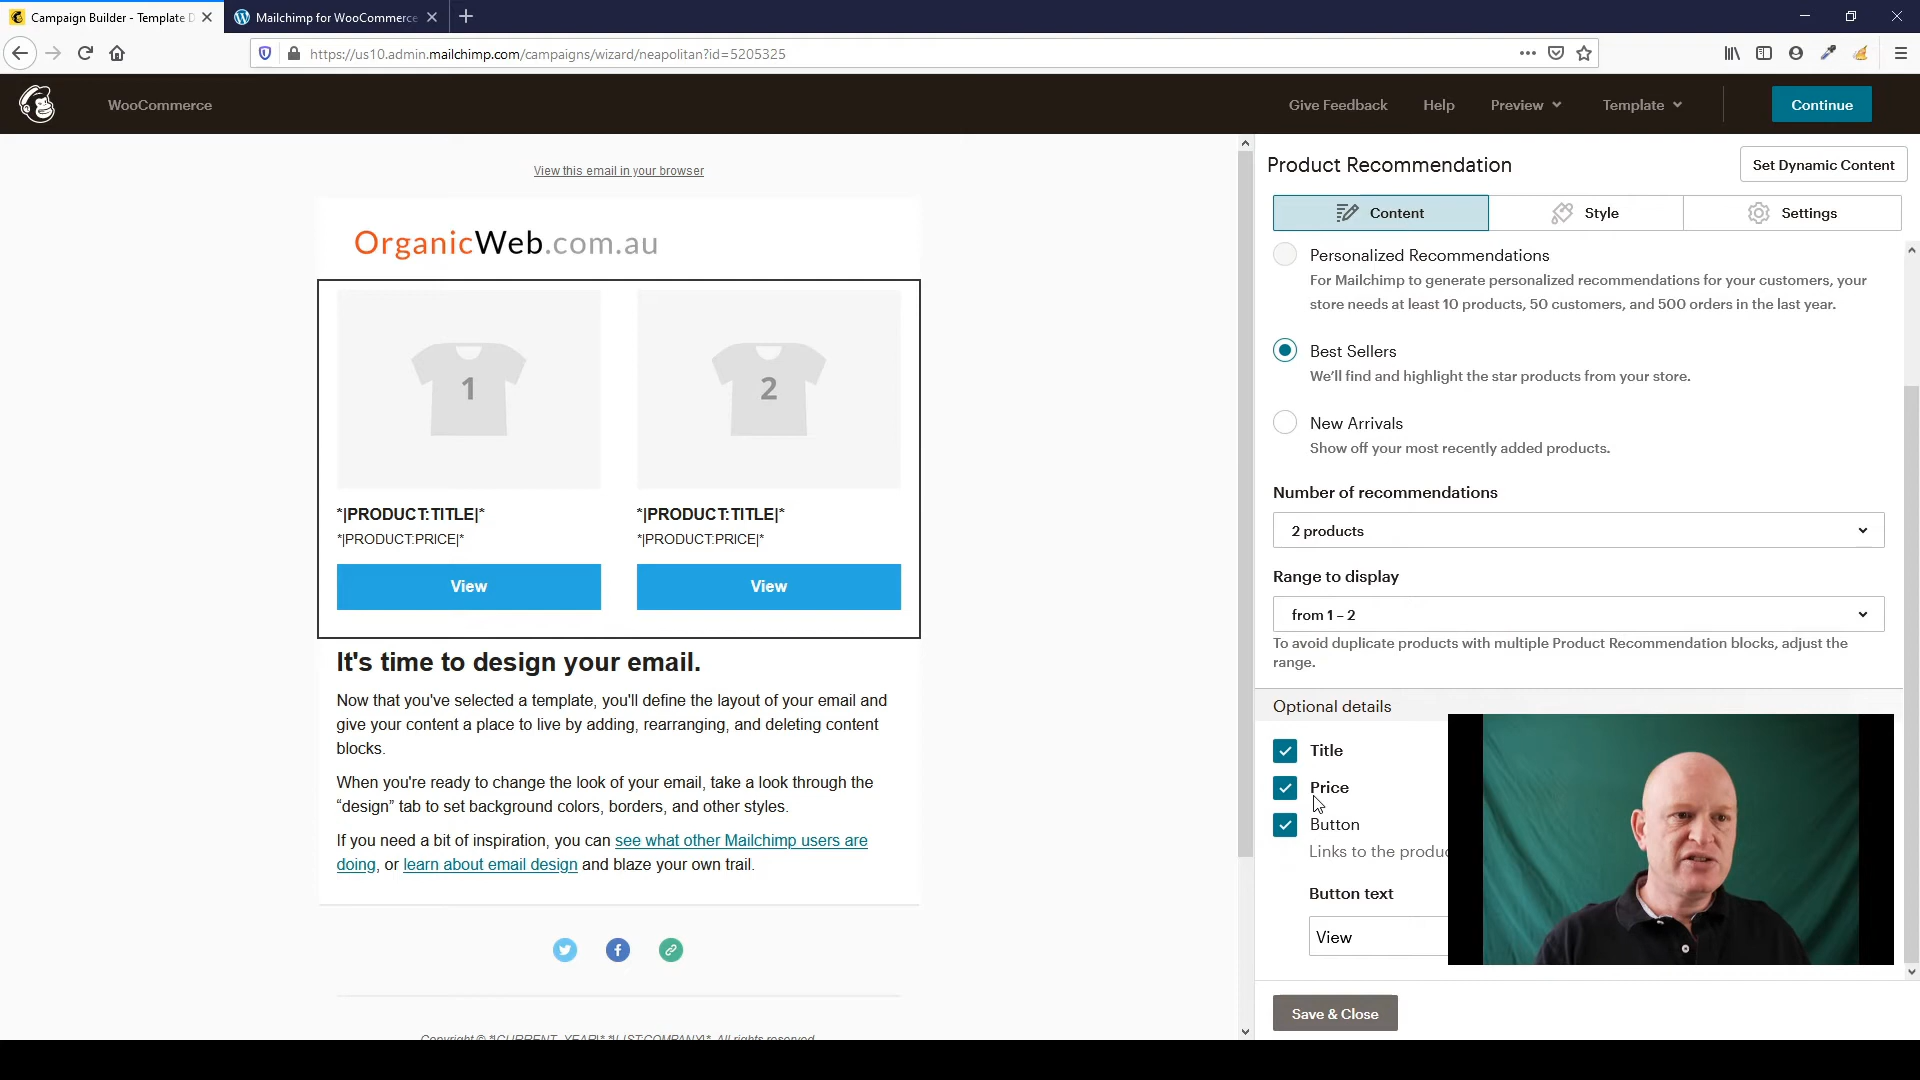 Campaign Builder - Template D
Mailchimp for WooCommerce
https://us10.admin.mailchimp.com/campaigns/wizard/neapolitan?id=5205325
WooCommerce
Give Feedback
Help
Preview
Template
Continue
View this email in your browser
OrganicWeb.com.au
1
2
*|PRODUCT:TITLE|*
*|PRODUCT:TITLE|*
*|PRODUCT:PRICE|*
*|PRODUCT:PRICE|*
View
View
It's time to design your email.
Now that you've selected a template, you'll define the layout of your email and
give your content a place to live by adding, rearranging, and deleting content
blocks.
When you're ready to change the look of your email, take a look through the
“design” tab to set background colors, borders, and other styles.
If you need a bit of inspiration, you can see what other Mailchimp users are
doing, or learn about email design and blaze your own trail.
Copyright © *|CURRENT_YEAR|* *|LIST:COMPANY|*, All rights reserved.
Product Recommendation
Set Dynamic Content
Content
Style
Settings
Personalized Recommendations
For Mailchimp to generate personalized recommendations for your customers, your
store needs at least 10 products, 50 customers, and 500 orders in the last year.
Best Sellers
We’ll find and highlight the star products from your store.
New Arrivals
Show off your most recently added products.
Number of recommendations
2 products
Range to display
from 1 – 2
To avoid duplicate products with multiple Product Recommendation blocks, adjust the
range.
Optional details
Title
Price
Button
Links to the produc
Button text
View
Save & Close